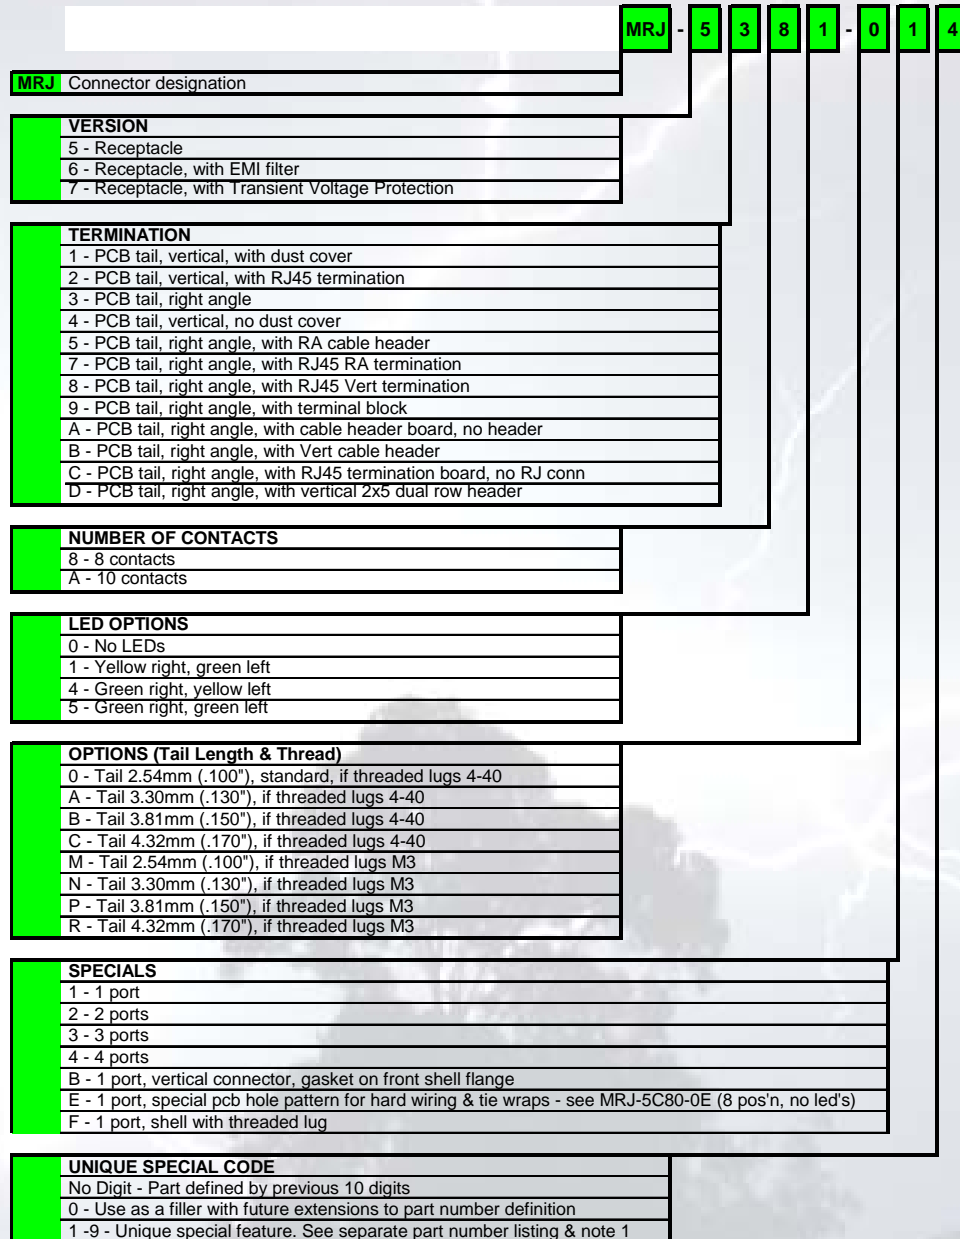 MRJ - 5 3 8 1 - 0 1 4
MRJ Connector designation
VERSION
5 - Receptacle
6 - Receptacle, with EMI filter
7 - Receptacle, with Transient Voltage Protection
TERMINATION
1 - PCB tail, vertical, with dust cover
2 - PCB tail, vertical, with RJ45 termination
3 - PCB tail, right angle
4 - PCB tail, vertical, no dust cover
5 - PCB tail, right angle, with RA cable header
7 - PCB tail, right angle, with RJ45 RA termination
8 - PCB tail, right angle, with RJ45 Vert termination
9 - PCB tail, right angle, with terminal block
A - PCB tail, right angle, with cable header board, no header
B - PCB tail, right angle, with Vert cable header
C - PCB tail, right angle, with RJ45 termination board, no RJ conn
D - PCB tail, right angle, with vertical 2x5 dual row header
NUMBER OF CONTACTS
8 - 8 contacts
A - 10 contacts
LED OPTIONS
0 - No LEDs
1 - Yellow right, green left
4 - Green right, yellow left
5 - Green right, green left
OPTIONS (Tail Length & Thread)
0 - Tail 2.54mm (.100"), standard, if threaded lugs 4-40
A - Tail 3.30mm (.130"), if threaded lugs 4-40
B - Tail 3.81mm (.150"), if threaded lugs 4-40
C - Tail 4.32mm (.170"), if threaded lugs 4-40
M - Tail 2.54mm (.100"), if threaded lugs M3
N - Tail 3.30mm (.130"), if threaded lugs M3
P - Tail 3.81mm (.150"), if threaded lugs M3
R - Tail 4.32mm (.170"), if threaded lugs M3
SPECIALS
1 - 1 port
2 - 2 ports
3 - 3 ports
4 - 4 ports
B - 1 port, vertical connector, gasket on front shell flange
E - 1 port, special pcb hole pattern for hard wiring & tie wraps - see MRJ-5C80-0E (8 pos'n, no led's)
F - 1 port, shell with threaded lug
UNIQUE SPECIAL CODE
No Digit - Part defined by previous 10 digits
0 - Use as a filler with future extensions to part number definition
1 -9 - Unique special feature. See separate part number listing & note 1